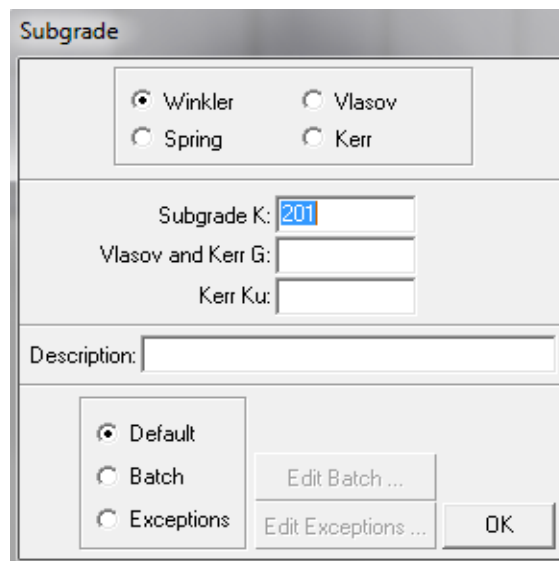 Subgrade
Winkler Vlasov
Spring Kerr
Subgrade K: 201
Vlasov and Kerr G:
Kerr Ku:
Description:
Default
Batch Edit Batch ...
Exceptions Edit Exceptions ... OK